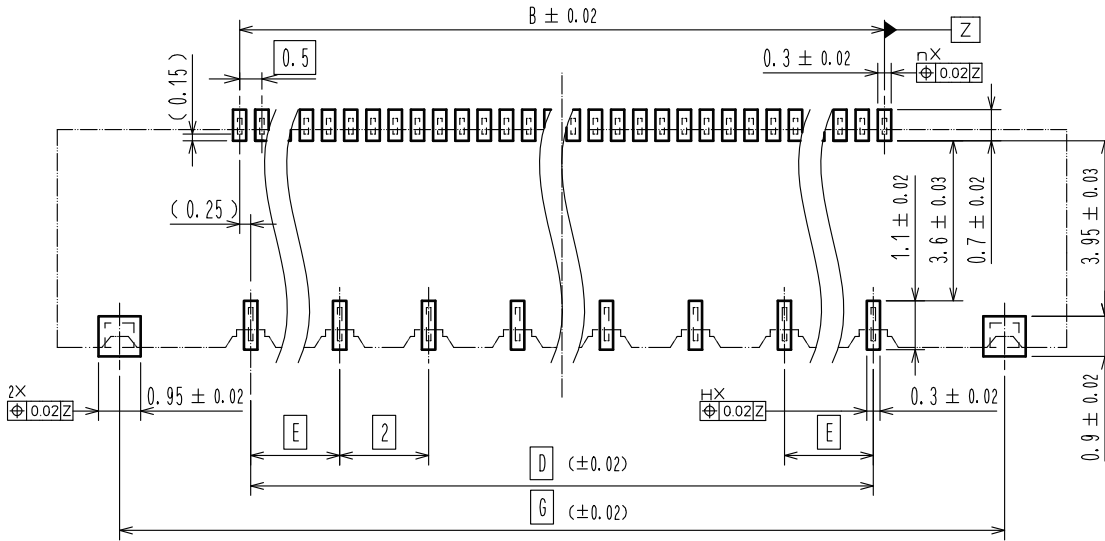 B ± 0.02
Z
0.5
0.3 ± 0.02
nX
⌖ 0.02 Z
(0.15)
(0.25)
1.1 ± 0.02
3.6 ± 0.03
0.7 ± 0.02
3.95 ± 0.03
2X
⌖ 0.02 Z
0.95 ± 0.02
HX
⌖ 0.02 Z
0.3 ± 0.02
0.9 ± 0.02
E
2
E
D (±0.02)
G (±0.02)